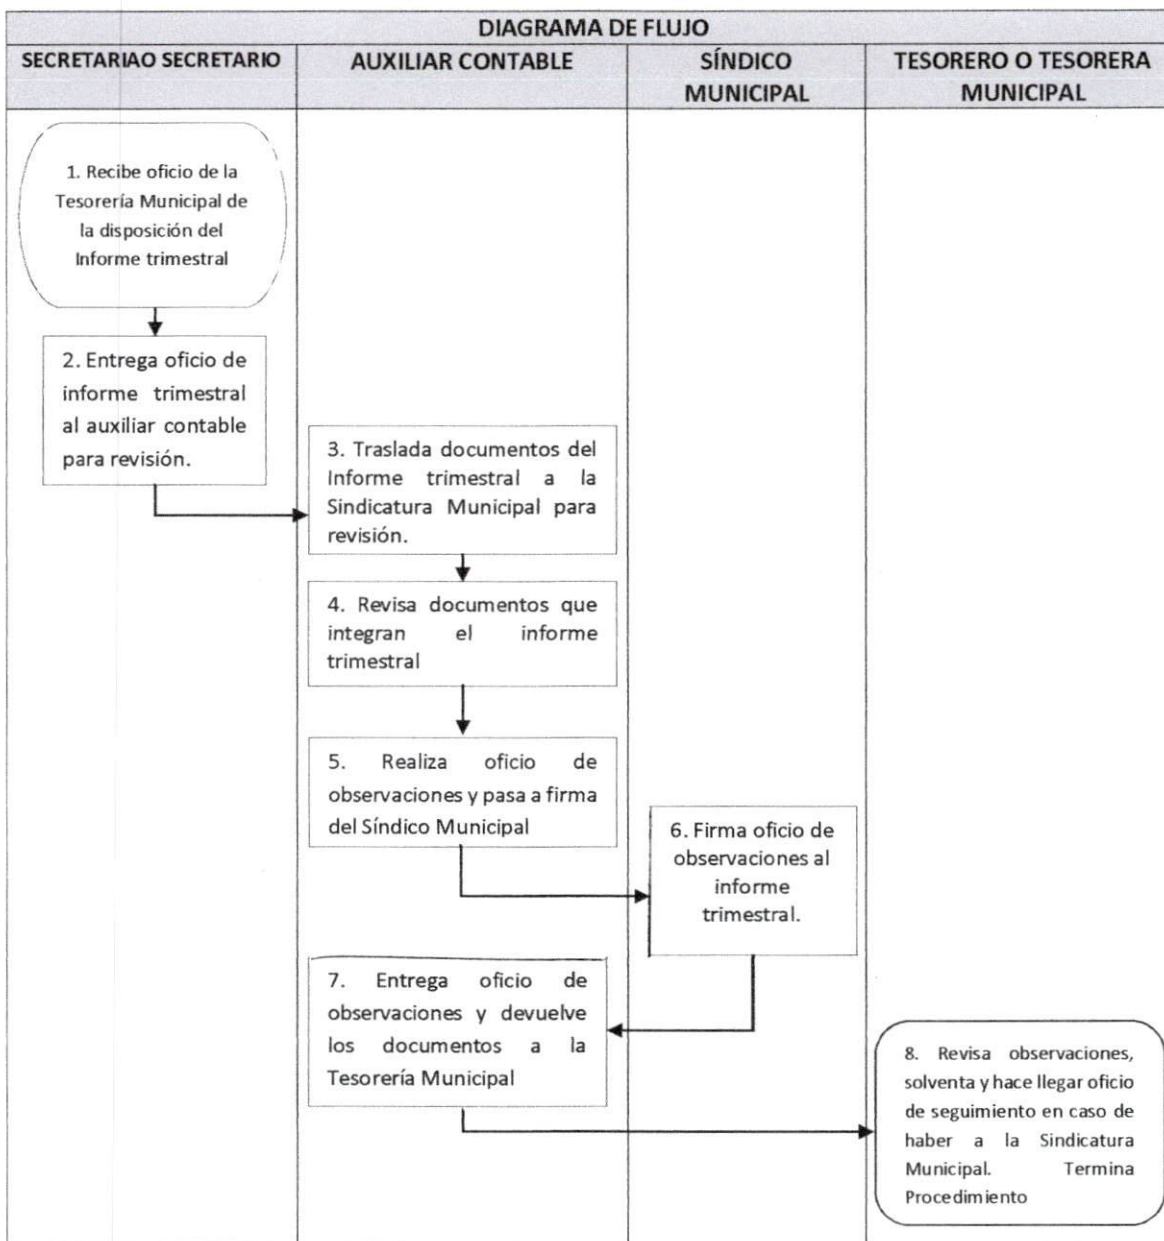 DIAGRAMA DE FLUJO
SECRETARIAO SECRETARIO
AUXILIAR CONTABLE
SÍNDICO
MUNICIPAL
TESORERO O TESORERA
MUNICIPAL
1. Recibe oficio de la
Tesorería Municipal de
la disposición del
Informe trimestral
2. Entrega oficio de
informe trimestral
al auxiliar contable
para revisión.
3. Traslada documentos del
Informe trimestral a la
Sindicatura Municipal para
revisión.
4. Revisa documentos que
integran el informe
trimestral
5. Realiza oficio de
observaciones y pasa a firma
del Síndico Municipal
6. Firma oficio de
observaciones al
informe
trimestral.
7. Entrega oficio de
observaciones y devuelve
los documentos a la
Tesorería Municipal
8. Revisa observaciones,
solventa y hace llegar oficio
de seguimiento en caso de
haber a la Sindicatura
Municipal. Termina
Procedimiento